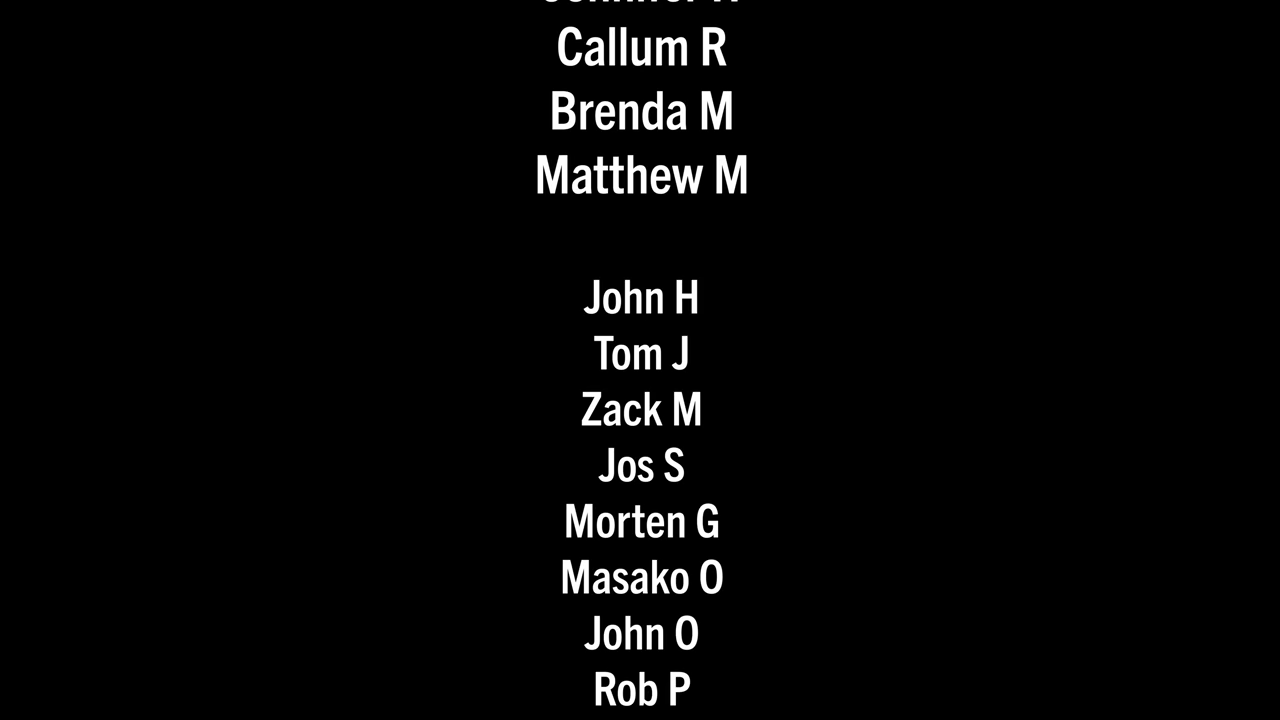 Callum R
Brenda M
Matthew M
John H
Tom J
Zack M
Jos S
Morten G
Masako O
John O
Rob P